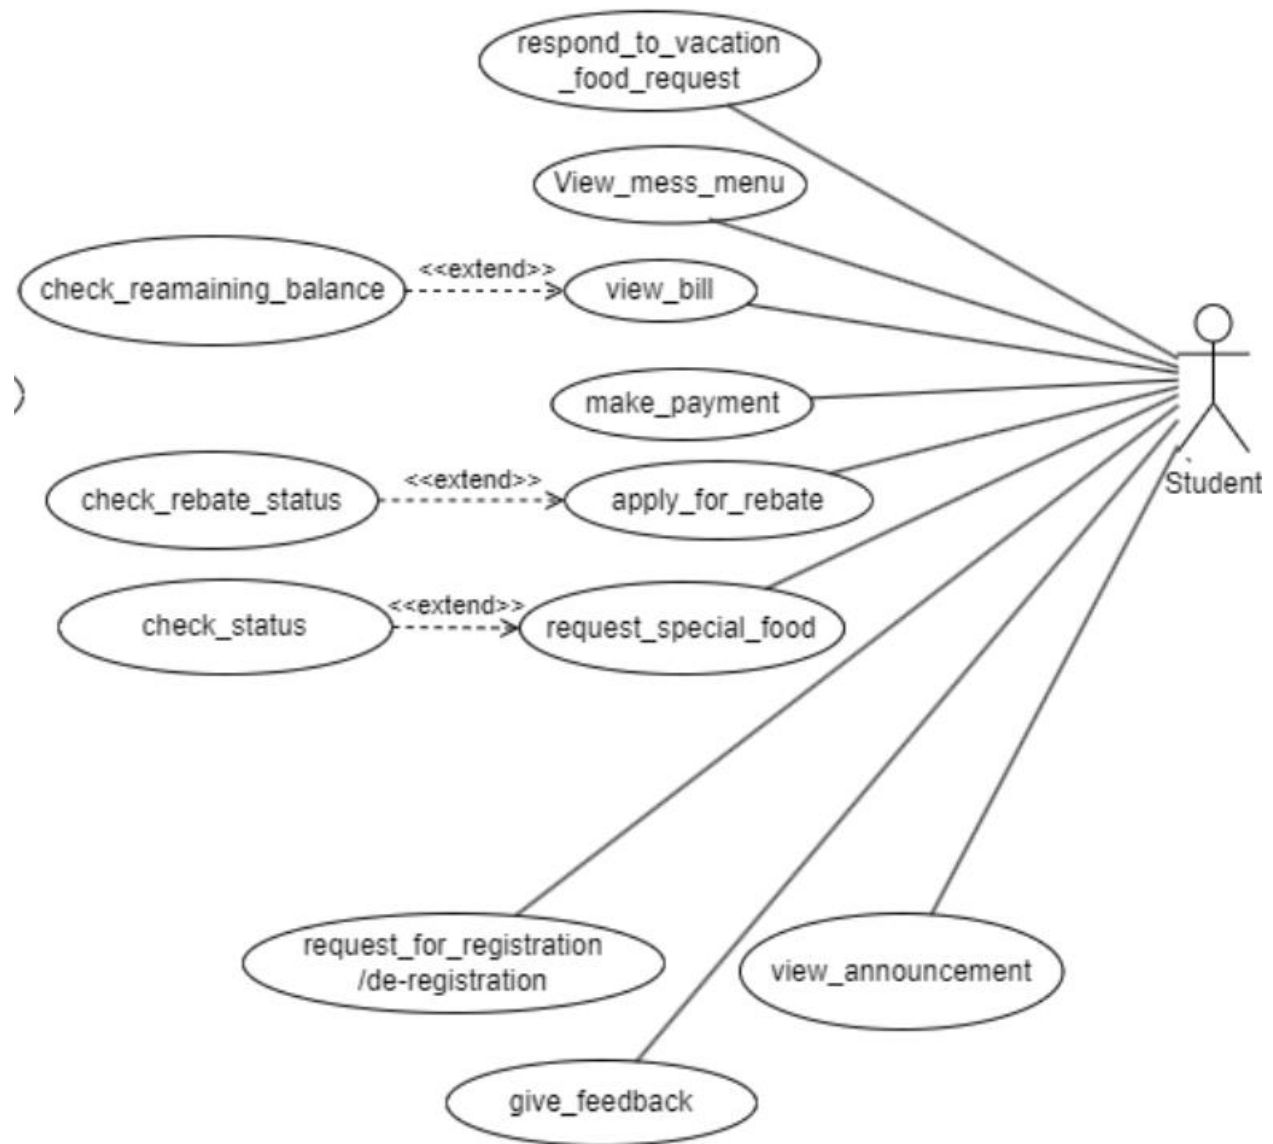 respond_to_vacation
_food_request
View_mess_menu
<<extend>>
check_reamaining_balance
view_bill
make_payment
<<extend>>
check_rebate_status
apply_for_rebate
Student
<<extend>>
check_status
request_special_food
request_for_registration
/de-registration
view_announcement
give_feedback